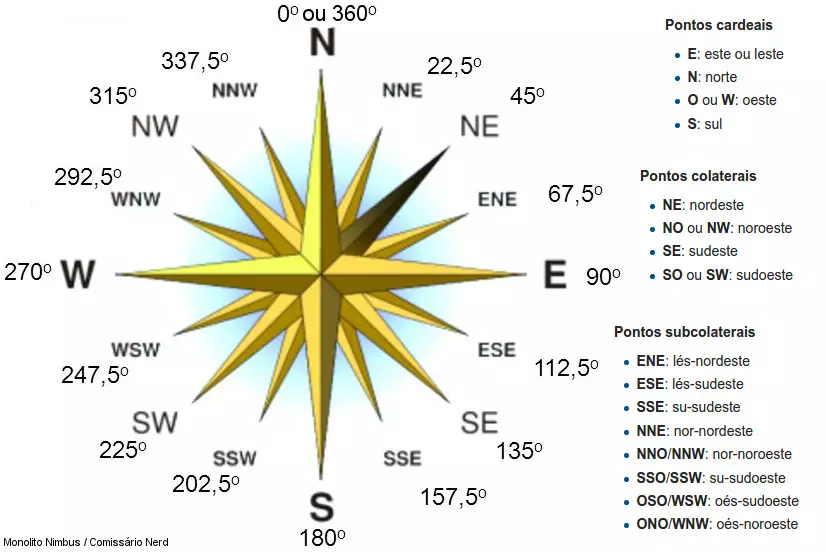 0º ou 360º
N
337,5º
22,5º
NNW
NNE
315º
45º
NW
NE
292,5º
67,5º
WNW
ENE
270º
W
E
90º
WSW
ESE
247,5º
112,5º
SW
SE
225º
135º
SSW
SSE
202,5º
157,5º
S
180º
Monolito Nimbus / Comissário Nerd
Pontos cardeais
E: este ou leste
N: norte
O ou W: oeste
S: sul
Pontos colaterais
NE: nordeste
NO ou NW: noroeste
SE: sudeste
SO ou SW: sudoeste
Pontos subcolaterais
ENE: lés-nordeste
ESE: lés-sudeste
SSE: su-sudeste
NNE: nor-nordeste
NNO/NNW: nor-noroeste
SSO/SSW: su-sudoeste
OSO/WSW: oés-sudoeste
ONO/WNW: oés-noroeste